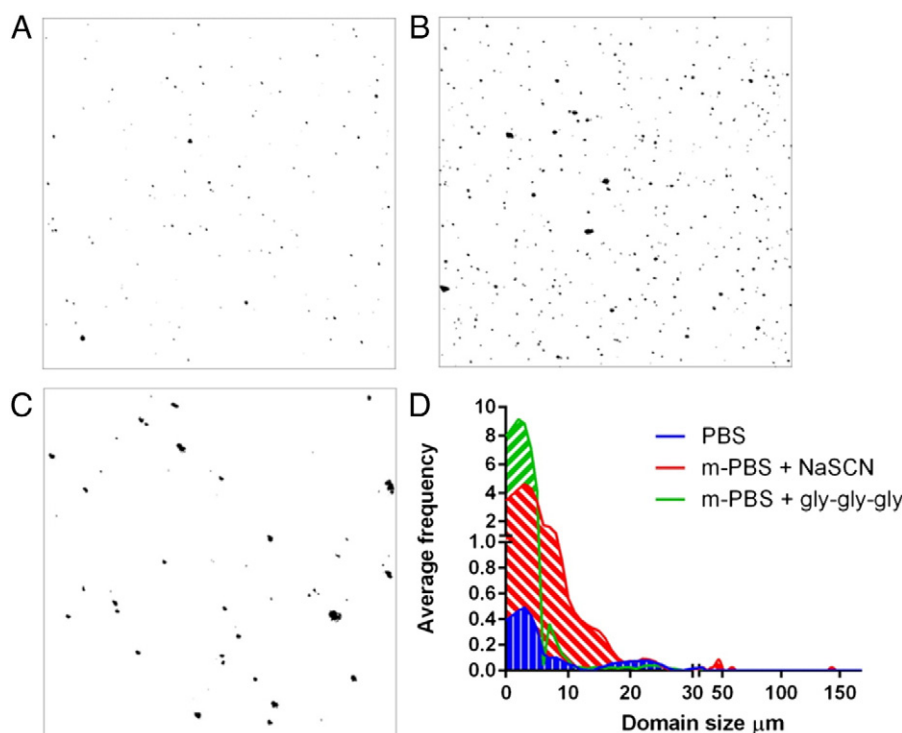 A
B
C
D
10
8
6
4
2
1.0
0.8
0.6
0.4
0.2
0.0
Average frequency
PBS
m-PBS + NaSCN
m-PBS + gly-gly-gly
0 10 20 30 50 100 150
Domain size μm